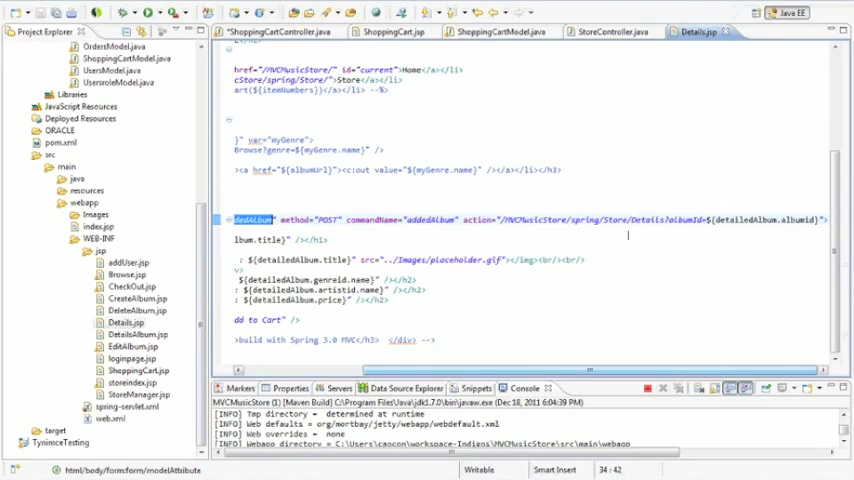 Java EE
Project Explorer
*ShoppingCartController.java
ShoppingCart.jsp
ShoppingCartModel.java
StoreController.java
Details.jsp
OrdersModel.java
ShoppingCartModel.java
UsersModel.java
UsersroleModel.java
Libraries
JavaScript Resources
Deployed Resources
ORACLE
pom.xml
src
main
java
resources
webapp
Images
index.jsp
WEB-INF
jsp
addUser.jsp
Browse.jsp
CheckOut.jsp
CreateAlbum.jsp
DeleteAlbum.jsp
Details.jsp
DetailsAlbum.jsp
EditAlbum.jsp
loginpage.jsp
ShoppingCart.jsp
storeindex.jsp
StoreManager.jsp
spring-servlet.xml
web.xml
target
TynimceTesting
href="/MVCMusicStore/" id="current">Home</a></li>
cStore/spring/Store/">Store</a></li>
art(${itemNumbers})</a></li> --%>
}" var="myGenre">
Browse?genre=${myGenre.name}" />
><a href="${albumUrl}"><c:out value="${myGenre.name}" /></a></li></h3>
dedAlbum" method="POST" commandName="addedAlbum" action="/MVCMusicStore/spring/Store/Details?albumId=${detailedAlbum.albumid}">
lbum.title}" /></h1>
: ${detailedAlbum.title}" src="../Images/placeholder.gif"></img><br/><br/>
v>
${detailedAlbum.genreid.name}" /></h2>
: ${detailedAlbum.artistid.name}" /></h2>
: ${detailedAlbum.price}" /></h2>
dd to Cart" />
>build with Spring 3.0 MVC</h3> </div> -->
Markers
Properties
Servers
Data Source Explorer
Snippets
Console
MVCMusicStore (1) [Maven Build] C:\Program Files\Java\jdk1.7.0\bin\javaw.exe (Dec 18, 2011 6:04:39 PM)
[INFO] Tmp directory = determined at runtime
[INFO] Web defaults = org/mortbay/jetty/webapp/webdefault.xml
[INFO] Web overrides = none
[INFO] Webapp directory = C:\Users\caocon\workspace-Indigos\MVCMusicStore\src\main\webapp
html/body/form:form/modelAttribute
Writable
Smart Insert
34 : 42